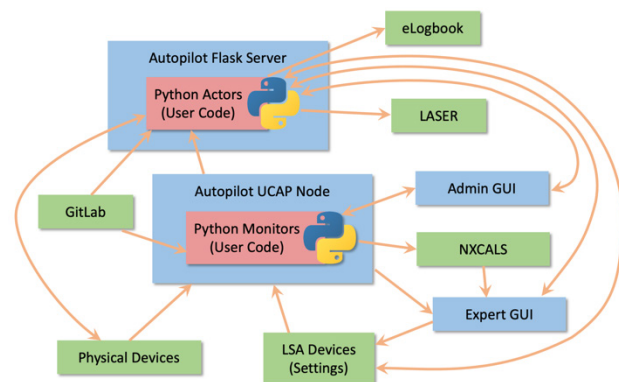 eLogbook
Autopilot Flask Server
Python Actors
(User Code)
LASER
Autopilot UCAP Node
Admin GUI
GitLab
Python Monitors
(User Code)
NXCALS
Expert GUI
Physical Devices
LSA Devices
(Settings)